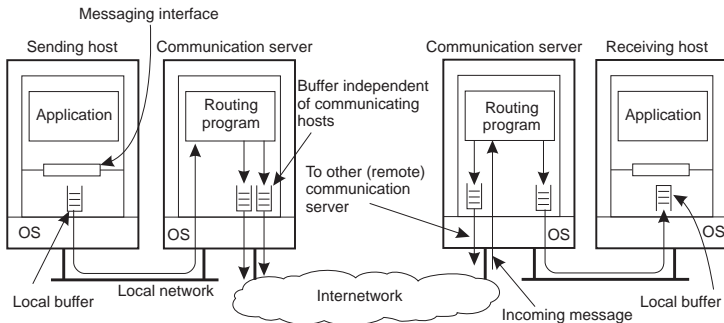 Messaging interface
Sending host
Communication server
Communication server
Receiving host
Application
Routing
program
Buffer independent
of communicating
hosts
Routing
program
Application
To other (remote)
communication
server
OS
OS
OS
OS
Local buffer
Local network
Internetwork
Incoming message
Local buffer